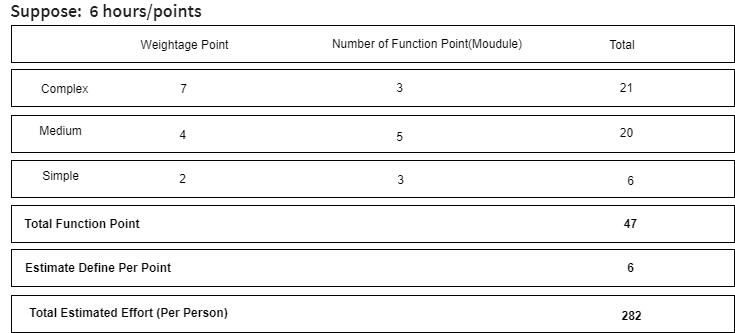 Suppose: 6 hours/points
Weightage Point Number of Function Point(Moudule) Total
Complex 7 3 21
Medium 4 5 20
Simple 2 3 6
Total Function Point 47
Estimate Define Per Point 6
Total Estimated Effort (Per Person) 282